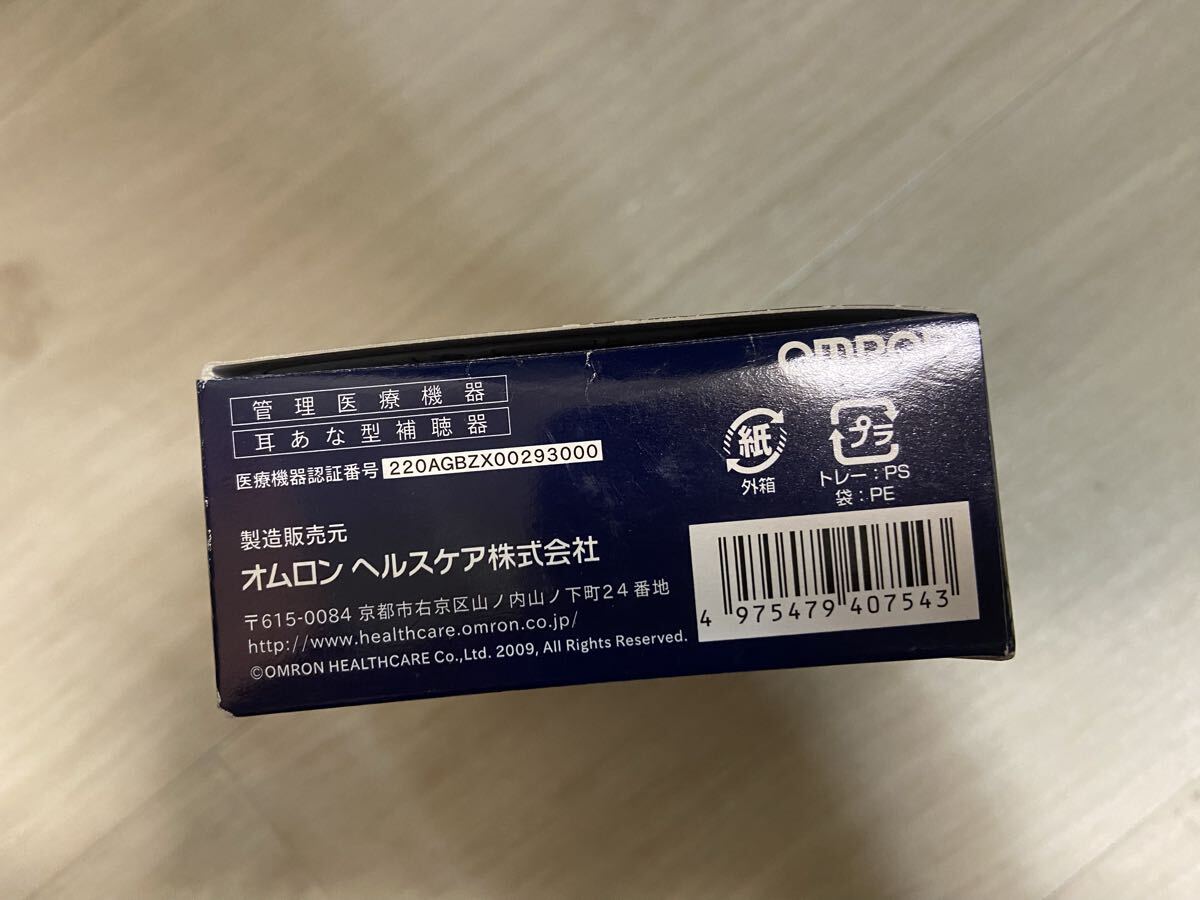 OMRON
管理医療機器
耳あな型補聴器
医療機器認証番号 220AGBZX00293000
製造販売元
オムロン ヘルスケア株式会社
〒615-0084 京都市右京区山ノ内山ノ下町24番地
http://www.healthcare.omron.co.jp/
©OMRON HEALTHCARE Co.,Ltd. 2009, All Rights Reserved.
紙
外箱
プラ
トレー：PS
袋：PE
4 975479 407543